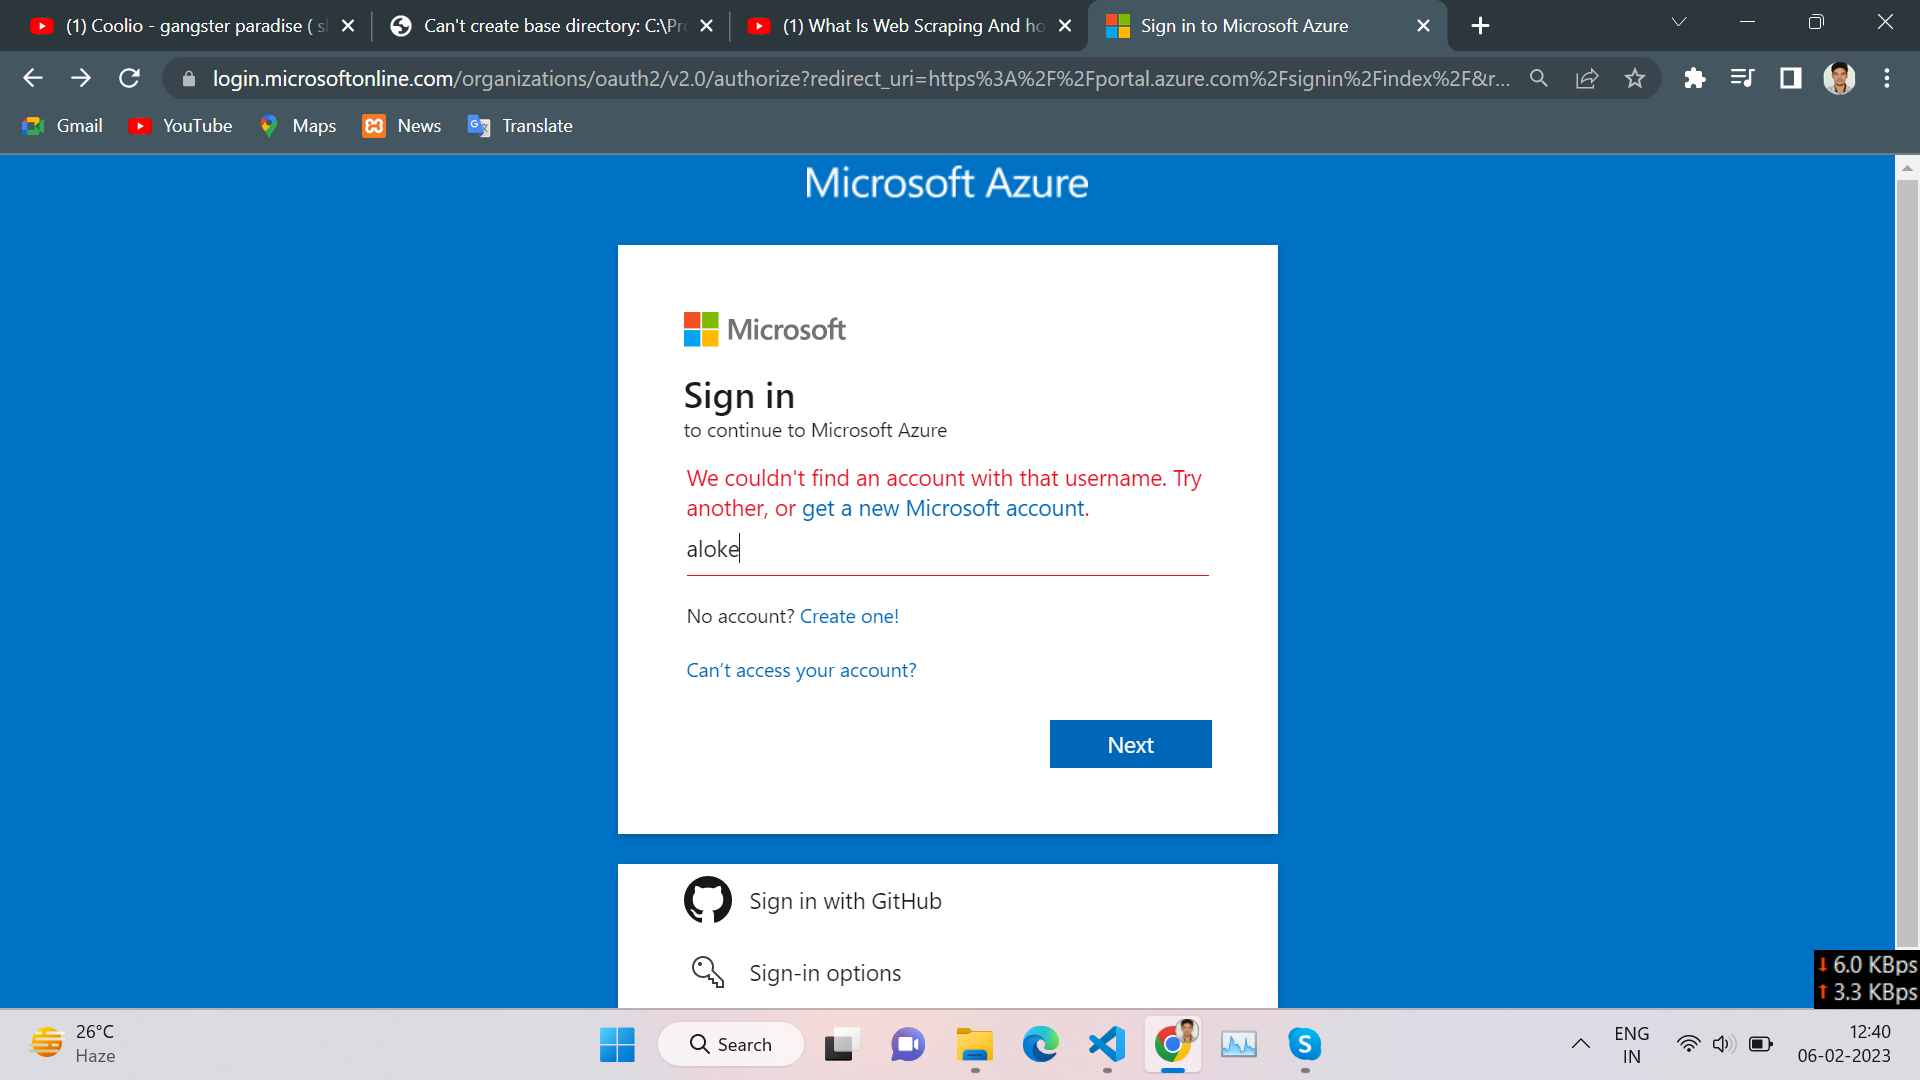 (1) Coolio - gangster paradise ( s
Can't create base directory: C:\Pr
(1) What Is Web Scraping And ho
Sign in to Microsoft Azure
login.microsoftonline.com/organizations/oauth2/v2.0/authorize?redirect_uri=https%3A%2F%2Fportal.azure.com%2Fsignin%2Findex%2F&r...
Gmail
YouTube
Maps
News
Translate
Microsoft Azure
Microsoft
Sign in
to continue to Microsoft Azure
We couldn't find an account with that username. Try
another, or get a new Microsoft account.
aloke
No account? Create one!
Can't access your account?
Next
Sign in with GitHub
Sign-in options
6.0 KBps
3.3 KBps
26°C
Haze
Search
ENG
IN
12:40
06-02-2023